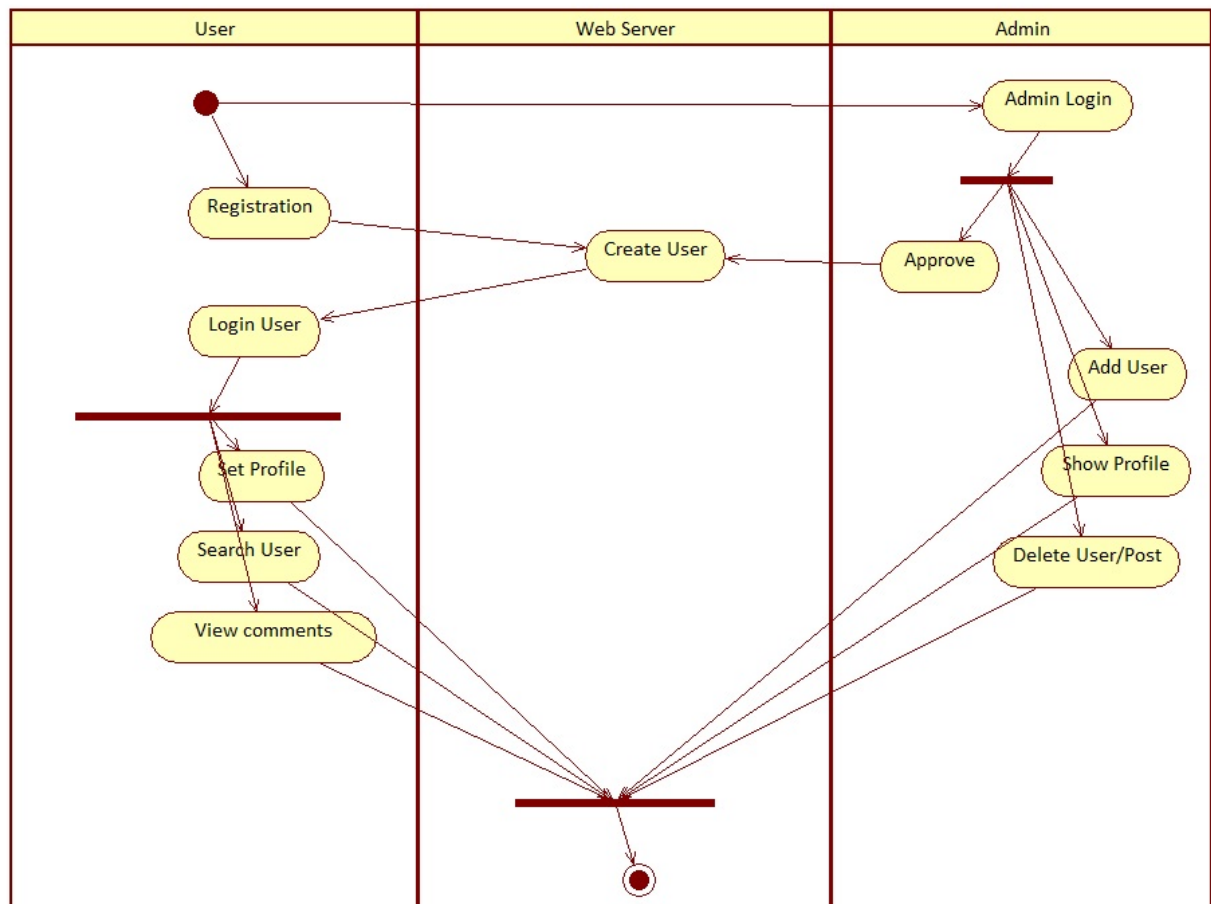 User
Web Server
Admin
Admin Login
Registration
Create User
Approve
Login User
Add User
Set Profile
Show Profile
Search User
Delete User/Post
View comments